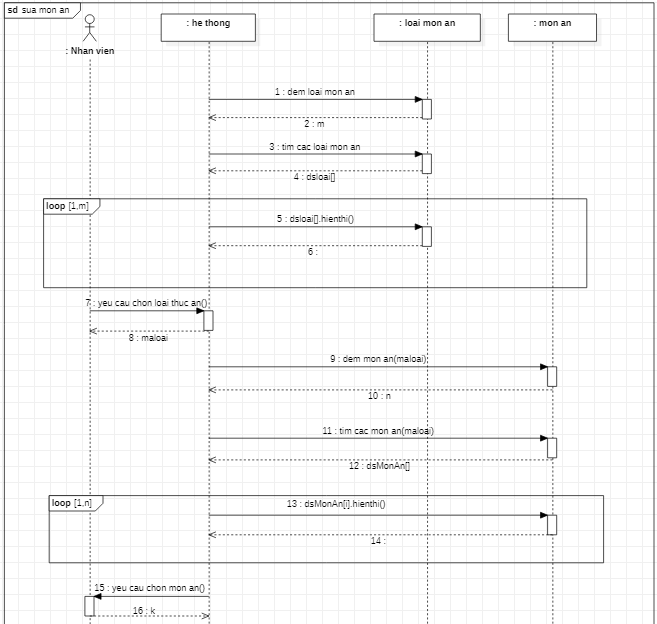 sd sua mon an
: he thong
: loai mon an
: mon an
: Nhan vien
1 : dem loai mon an
2 : m
3 : tim cac loai mon an
4 : dsloai[]
loop [1,m]
5 : dsloai[].hienthi()
6 :
7 : yeu cau chon loai thuc an()
8 : maloai
9 : dem mon an(maloai)
10 : n
11 : tim cac mon an(maloai)
12 : dsMonAn[]
loop [1,n]
13 : dsMonAn[i].hienthi()
14 :
15 : yeu cau chon mon an()
16 : k